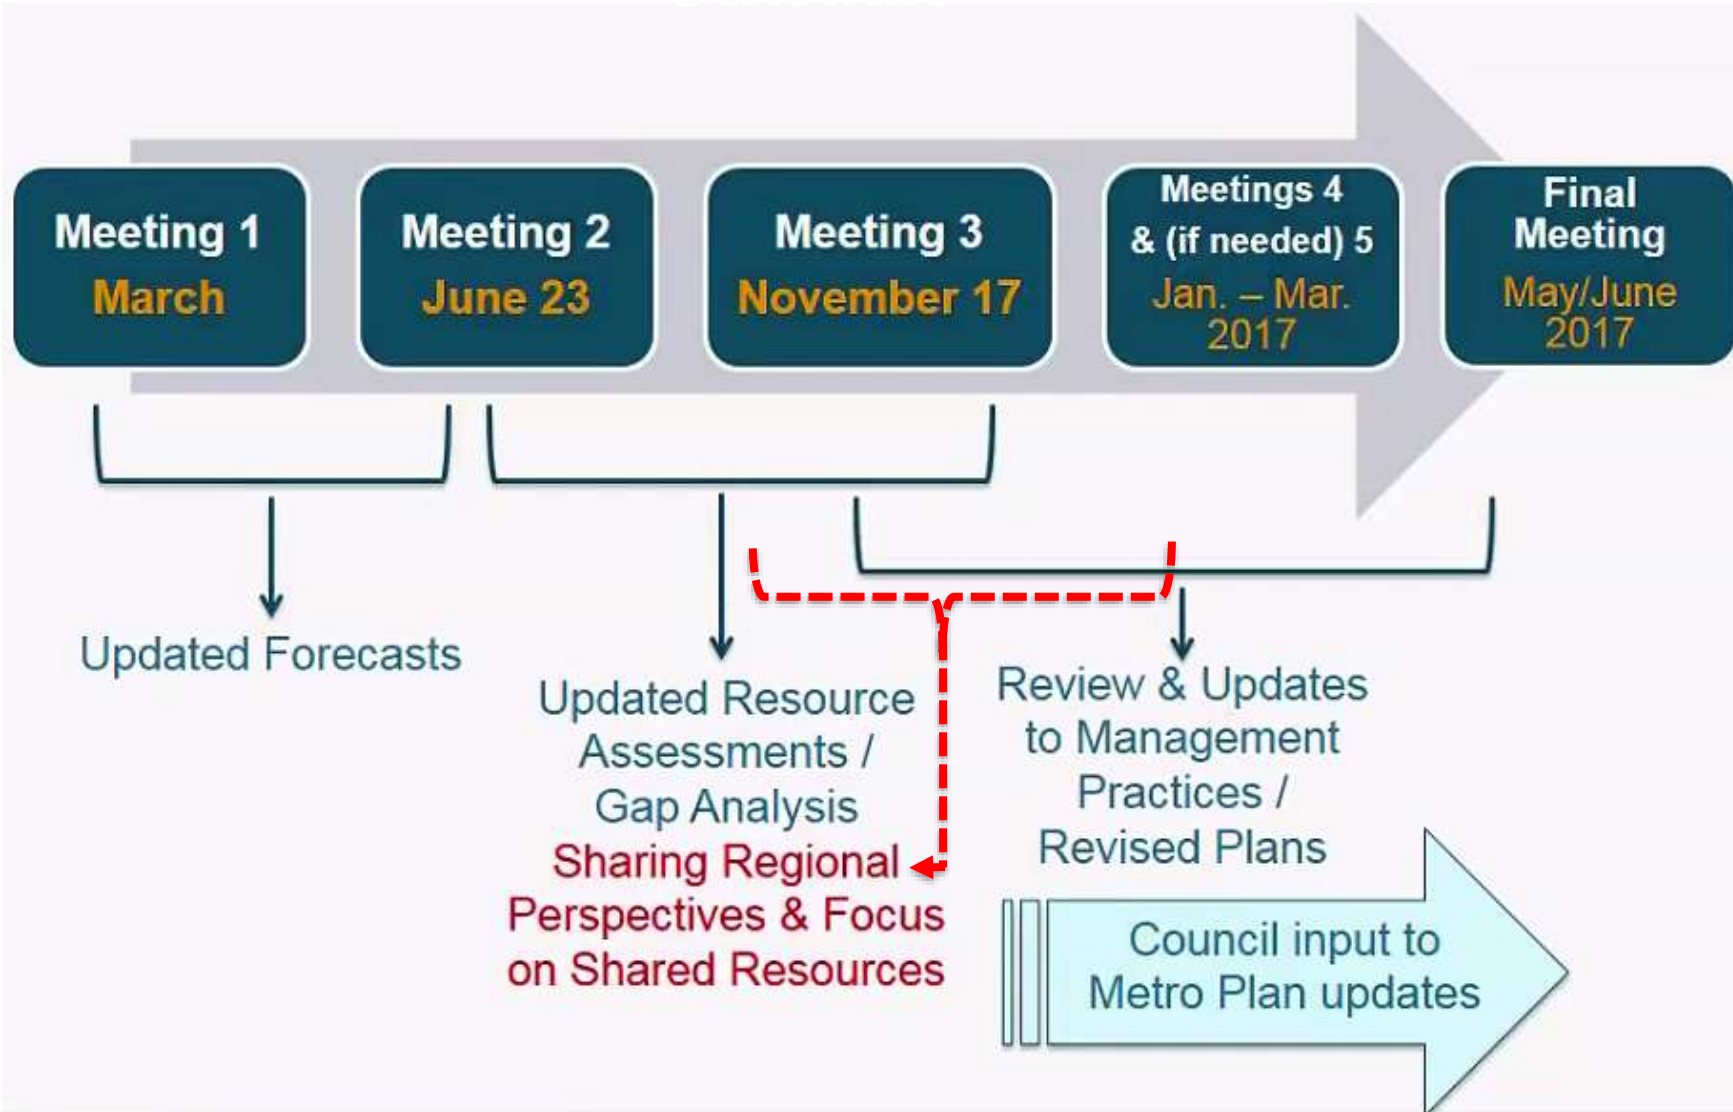 Meeting 1
March
Meeting 2
June 23
Meeting 3
November 17
Meetings 4
& (if needed) 5
Jan. – Mar.
2017
Final
Meeting
May/June
2017
Updated Forecasts
Updated Resource
Assessments /
Gap Analysis
Sharing Regional
Perspectives & Focus
on Shared Resources
Review & Updates
to Management
Practices /
Revised Plans
Council input to
Metro Plan updates